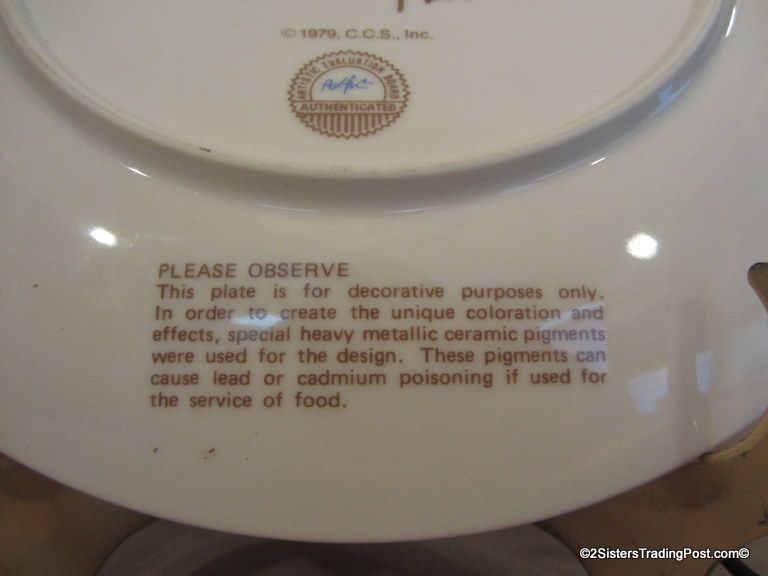 © 1979, C.C.S., Inc.
ARTISTIC EVALUATION BOARD
AUTHENTICATED
PLEASE OBSERVE
This plate is for decorative purposes only.
In order to create the unique coloration and
effects, special heavy metallic ceramic pigments
were used for the design. These pigments can
cause lead or cadmium poisoning if used for
the service of food.
©2SistersTradingPost.com©